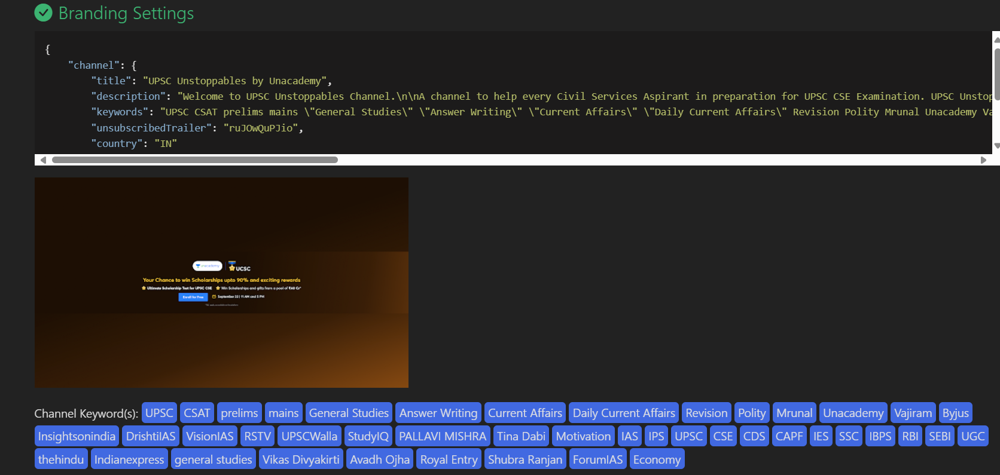 Branding Settings
{
"channel": {
"title": "UPSC Unstoppables by Unacademy",
"description": "Welcome to UPSC Unstoppables Channel.\n\nA channel to help every Civil Services Aspirant in preparation for UPSC CSE Examination. UPSC Unstop
"keywords": "UPSC CSAT prelims mains \"General Studies\" \"Answer Writing\" \"Current Affairs\" \"Daily Current Affairs\" Revision Polity Mrunal Unacademy Va
"unsubscribedTrailer": "ruJOwQuPJio",
"country": "IN"
unacademy UCSC
Your Chance to win Scholarships upto 90% and exciting rewards
Ultimate Scholarship Test for UPSC CSE Win Scholarships and gifts from a pool of ₹60 Cr*
Enroll for Free September 22 | 11 AM and 5 PM
Channel Keyword(s): UPSC CSAT prelims mains General Studies Answer Writing Current Affairs Daily Current Affairs Revision Polity Mrunal Unacademy Vajiram Byjus
Insightsonindia DrishtiIAS VisionIAS RSTV UPSCWalla StudyIQ PALLAVI MISHRA Tina Dabi Motivation IAS IPS UPSC CSE CDS CAPF IES SSC IBPS RBI SEBI UGC
thehindu Indianexpress general studies Vikas Divyakirti Avadh Ojha Royal Entry Shubra Ranjan ForumIAS Economy